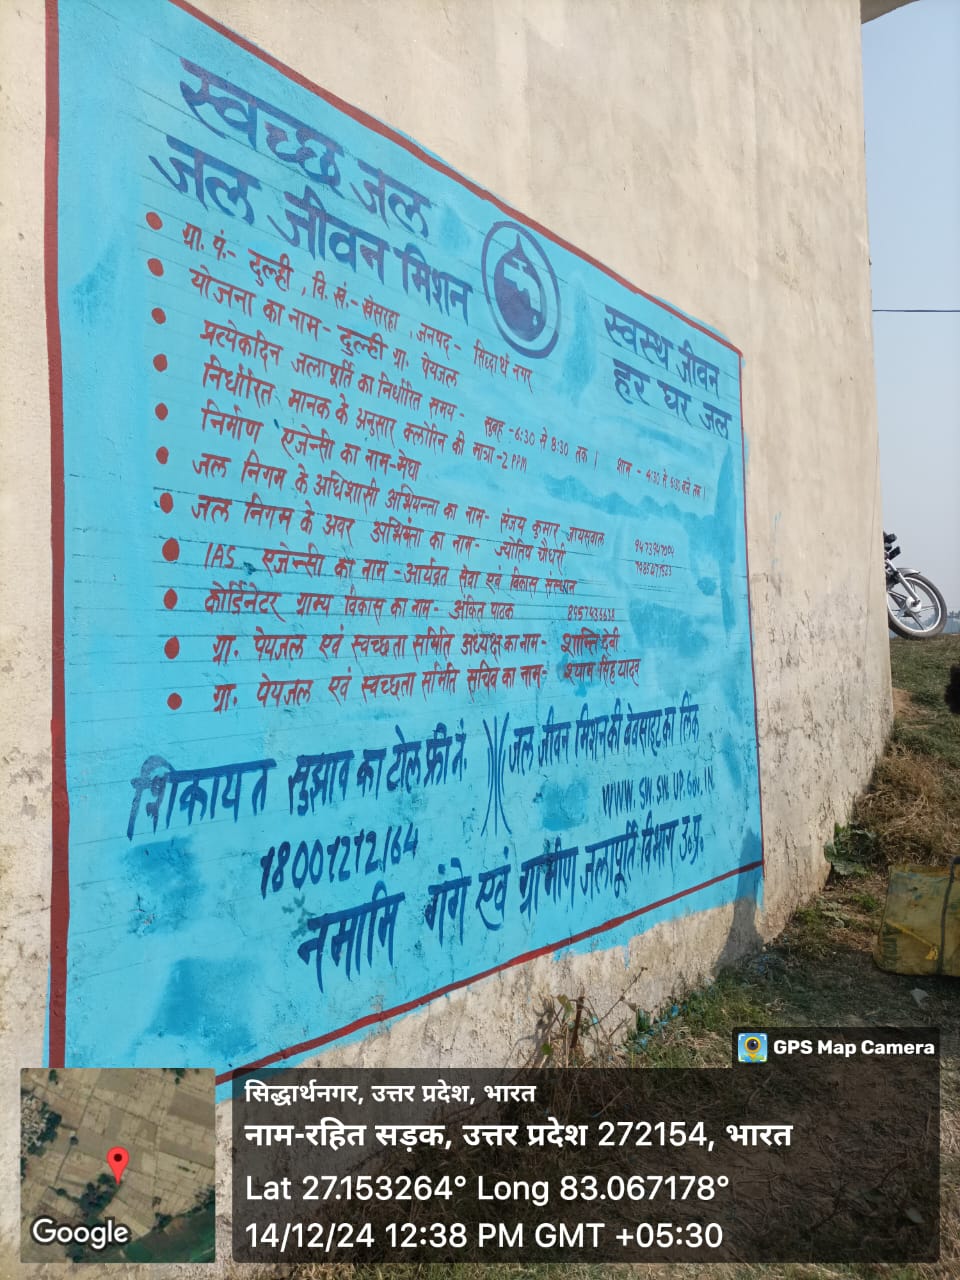 स्वच्छ जल
जल जीवन मिशन
स्वस्थ जीवन
हर घर जल
ग्रा. पं.- दुल्ही , वि. खं.- खेसरहा , जनपद - सिद्धार्थ नगर
योजना का नाम - दुल्ही ग्रा. पेयजल
प्रत्येकदिन जलापूर्ति का निर्धारित समय - सुबह - 6:30 से 8:30 तक। शाम - 4:30 से बजे तक।
निर्धारित मानक के अनुसार क्लोरिन की मात्रा - 2 PPM
निर्माण एजेन्सी का नाम - मेघा
जल निगम के अधिशासी अभियन्ता का नाम - संजय कुमार जायसवाल
जल निगम के अवर अभियंता का नाम - ज्योतिष चौधरी
IAS एजेन्सी का नाम - आर्यव्रत सेवा एवं विकास संस्थान
कोर्डिनेटर ग्राम्य विकास का नाम - अंकित पाठक
ग्रा. पेयजल एवं स्वच्छता समिति अध्यक्ष का नाम - शान्ति देवी
ग्रा. पेयजल एवं स्वच्छता समिति सचिव का नाम - श्याम सिंह यादव
शिकायत सुझाव का टोल फ्री नं.
18001212164
जल जीवन मिशन की वेबसाइट का लिंक
WWW. SW. SW. UP. Gov. IN
नमामि गंगे एवं ग्रामीण जलापूर्ति विभाग उ.प्र.
GPS Map Camera
सिद्धार्थनगर, उत्तर प्रदेश, भारत
नाम-रहित सड़क, उत्तर प्रदेश 272154, भारत
Lat 27.153264° Long 83.067178°
14/12/24 12:38 PM GMT +05:30
Google